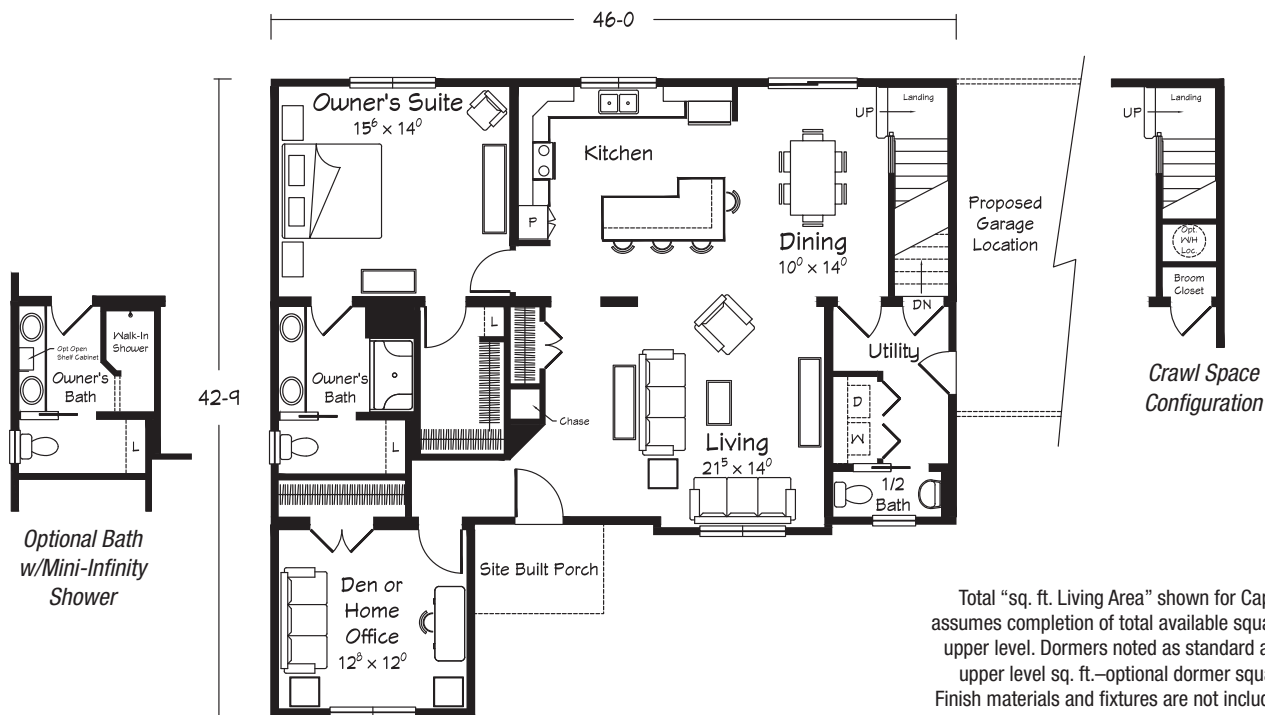 46-0
Owner's Suite
15⁶ x 14⁰
Kitchen
P
UP
Landing
Dining
10⁰ x 14⁰
DN
Proposed
Garage
Location
UP
Landing
Opt.
W/H
Loc
Broom
Closet
Crawl Space
Configuration
42-9
Walk-In
Shower
Opt Open
Shelf Cabinet
Owner's
Bath
L
Optional Bath
w/Mini-Infinity
Shower
Owner's
Bath
L
L
Chase
Living
21⁵ x 14⁰
Utility
D
W
1/2
Bath
Den or
Home
Office
12⁸ x 12⁰
Site Built Porch
Total “sq. ft. Living Area” shown for Cap
assumes completion of total available squa
upper level. Dormers noted as standard a
upper level sq. ft.–optional dormer squa
Finish materials and fixtures are not includ